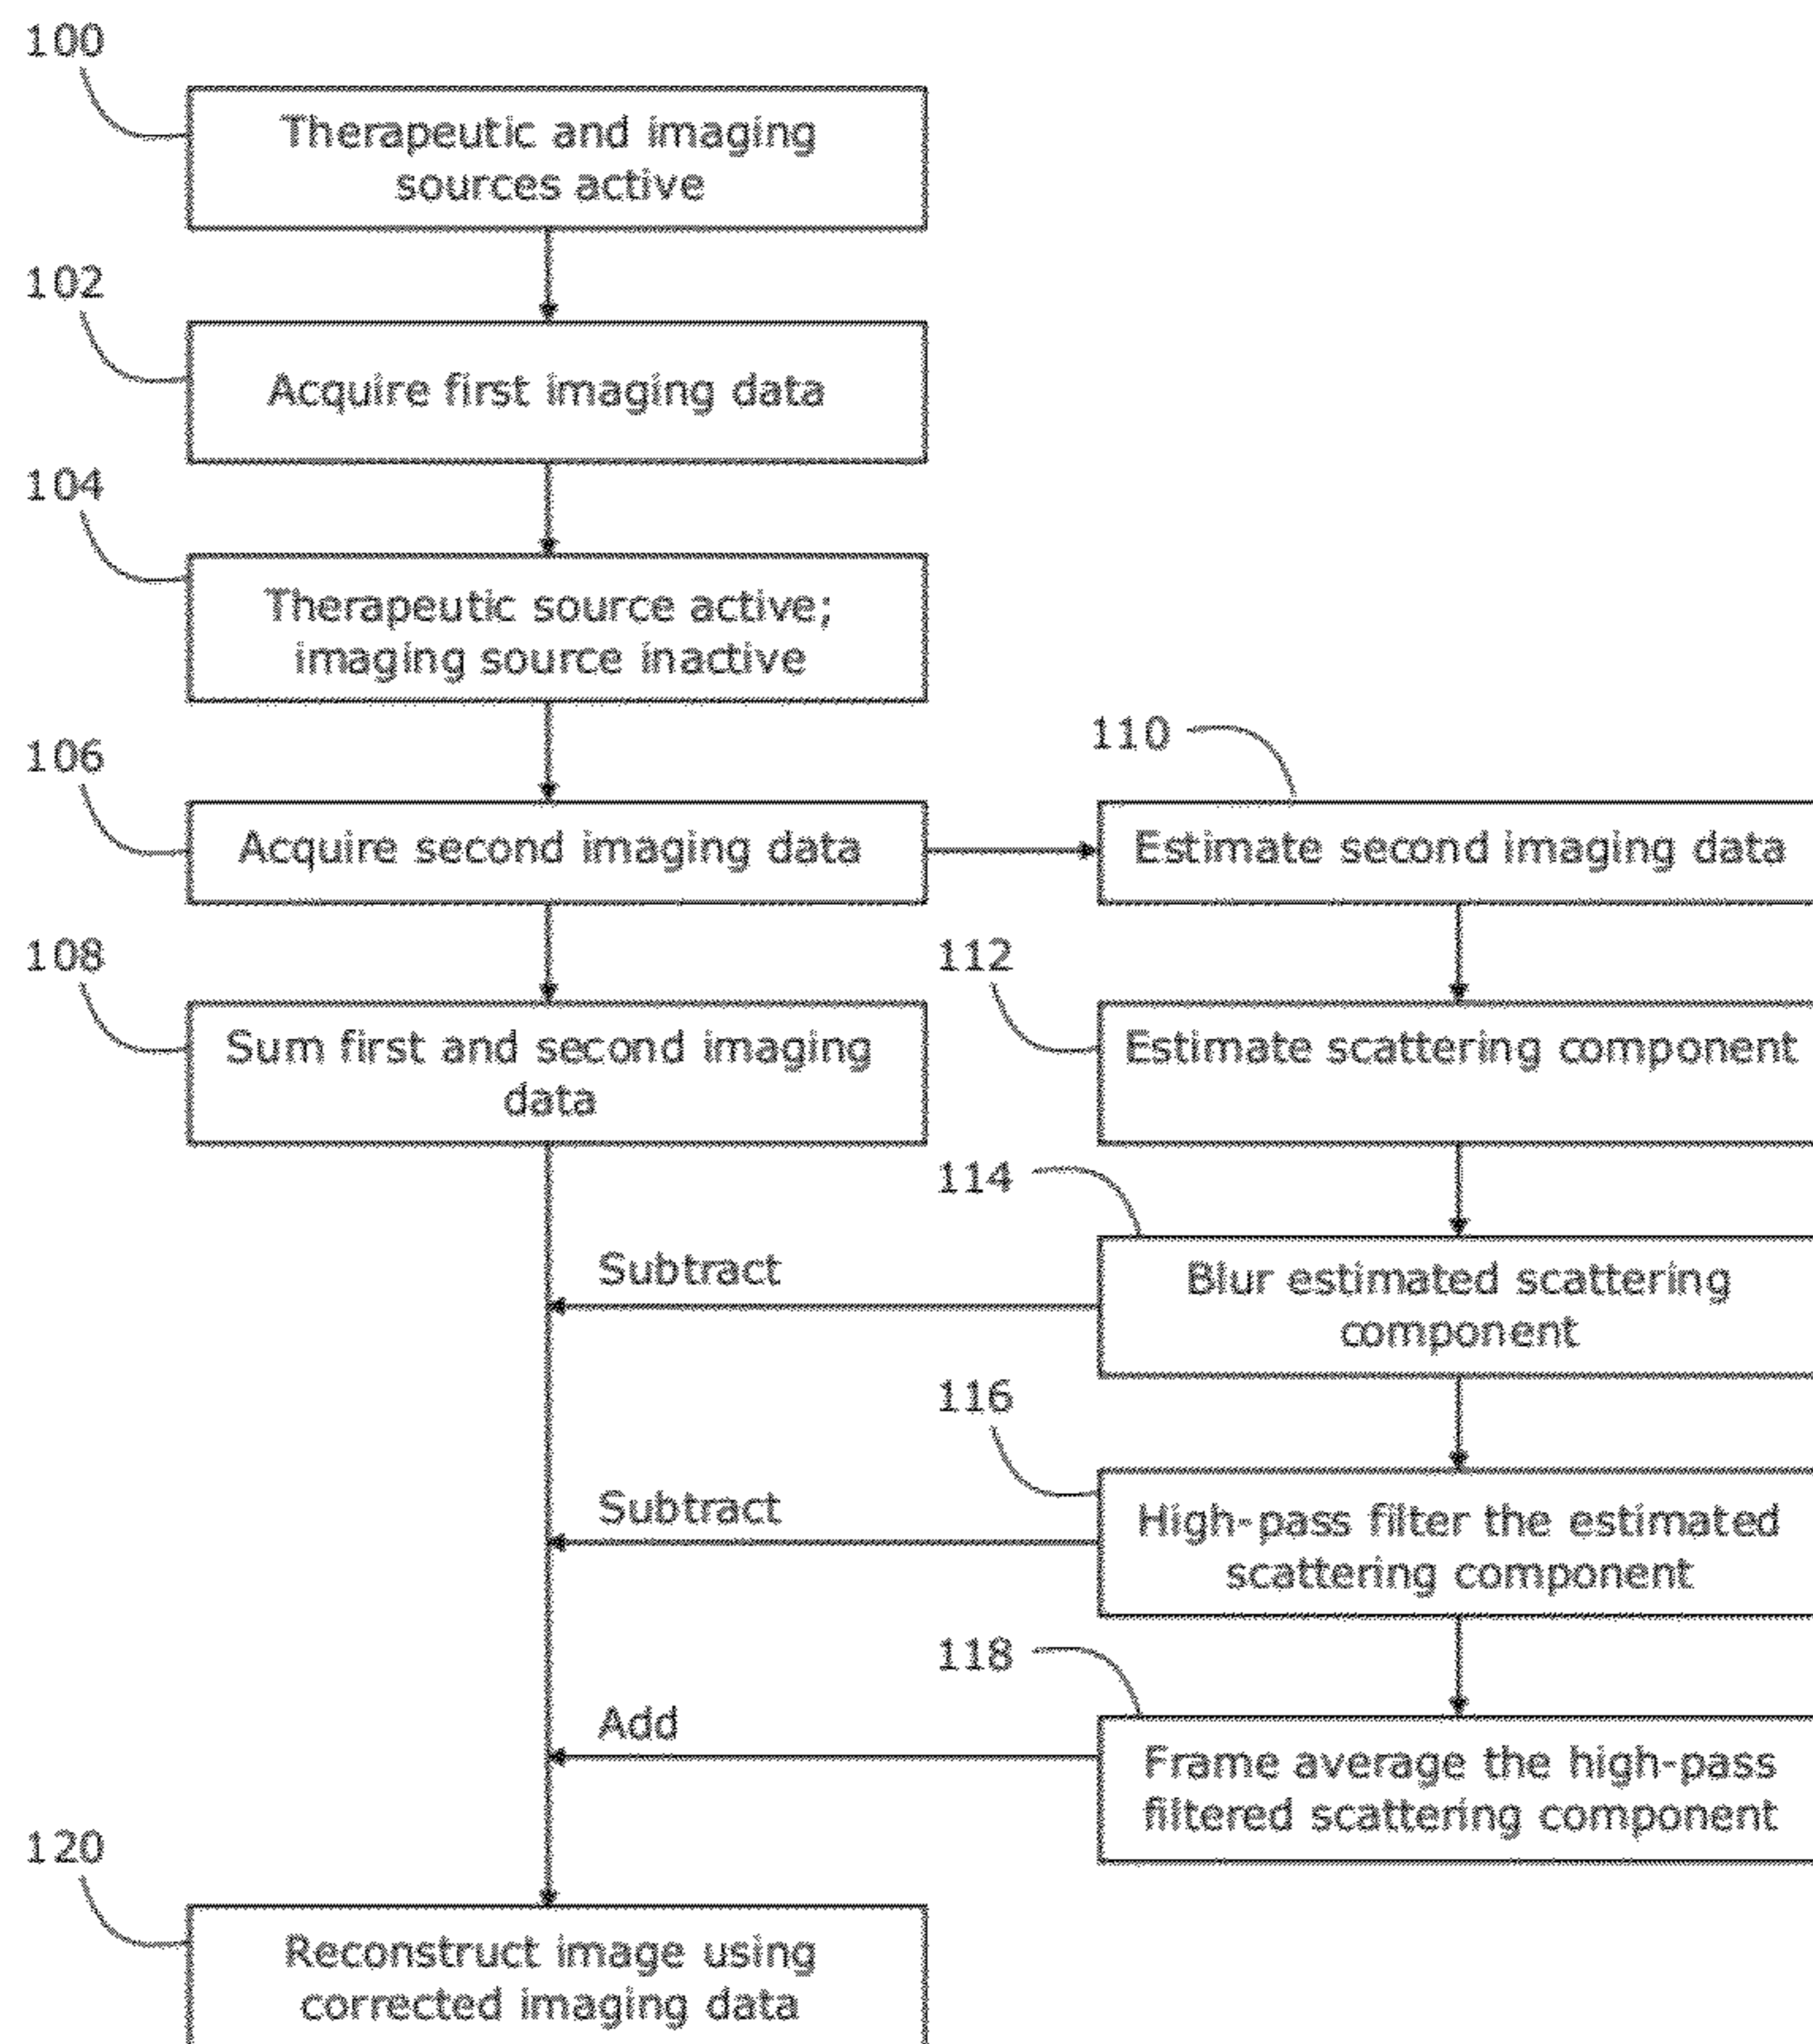 100
Therapeutic and imaging
sources active
102
Acquire first imaging data
104
Therapeutic source active;
imaging source inactive
106
Acquire second imaging data
110
Estimate second imaging data
108
Sum first and second imaging
data
112
Estimate scattering component
114
Blur estimated scattering
component
Subtract
116
High-pass filter the estimated
scattering component
Subtract
118
Frame average the high-pass
filtered scattering component
Add
120
Reconstruct image using
corrected imaging data